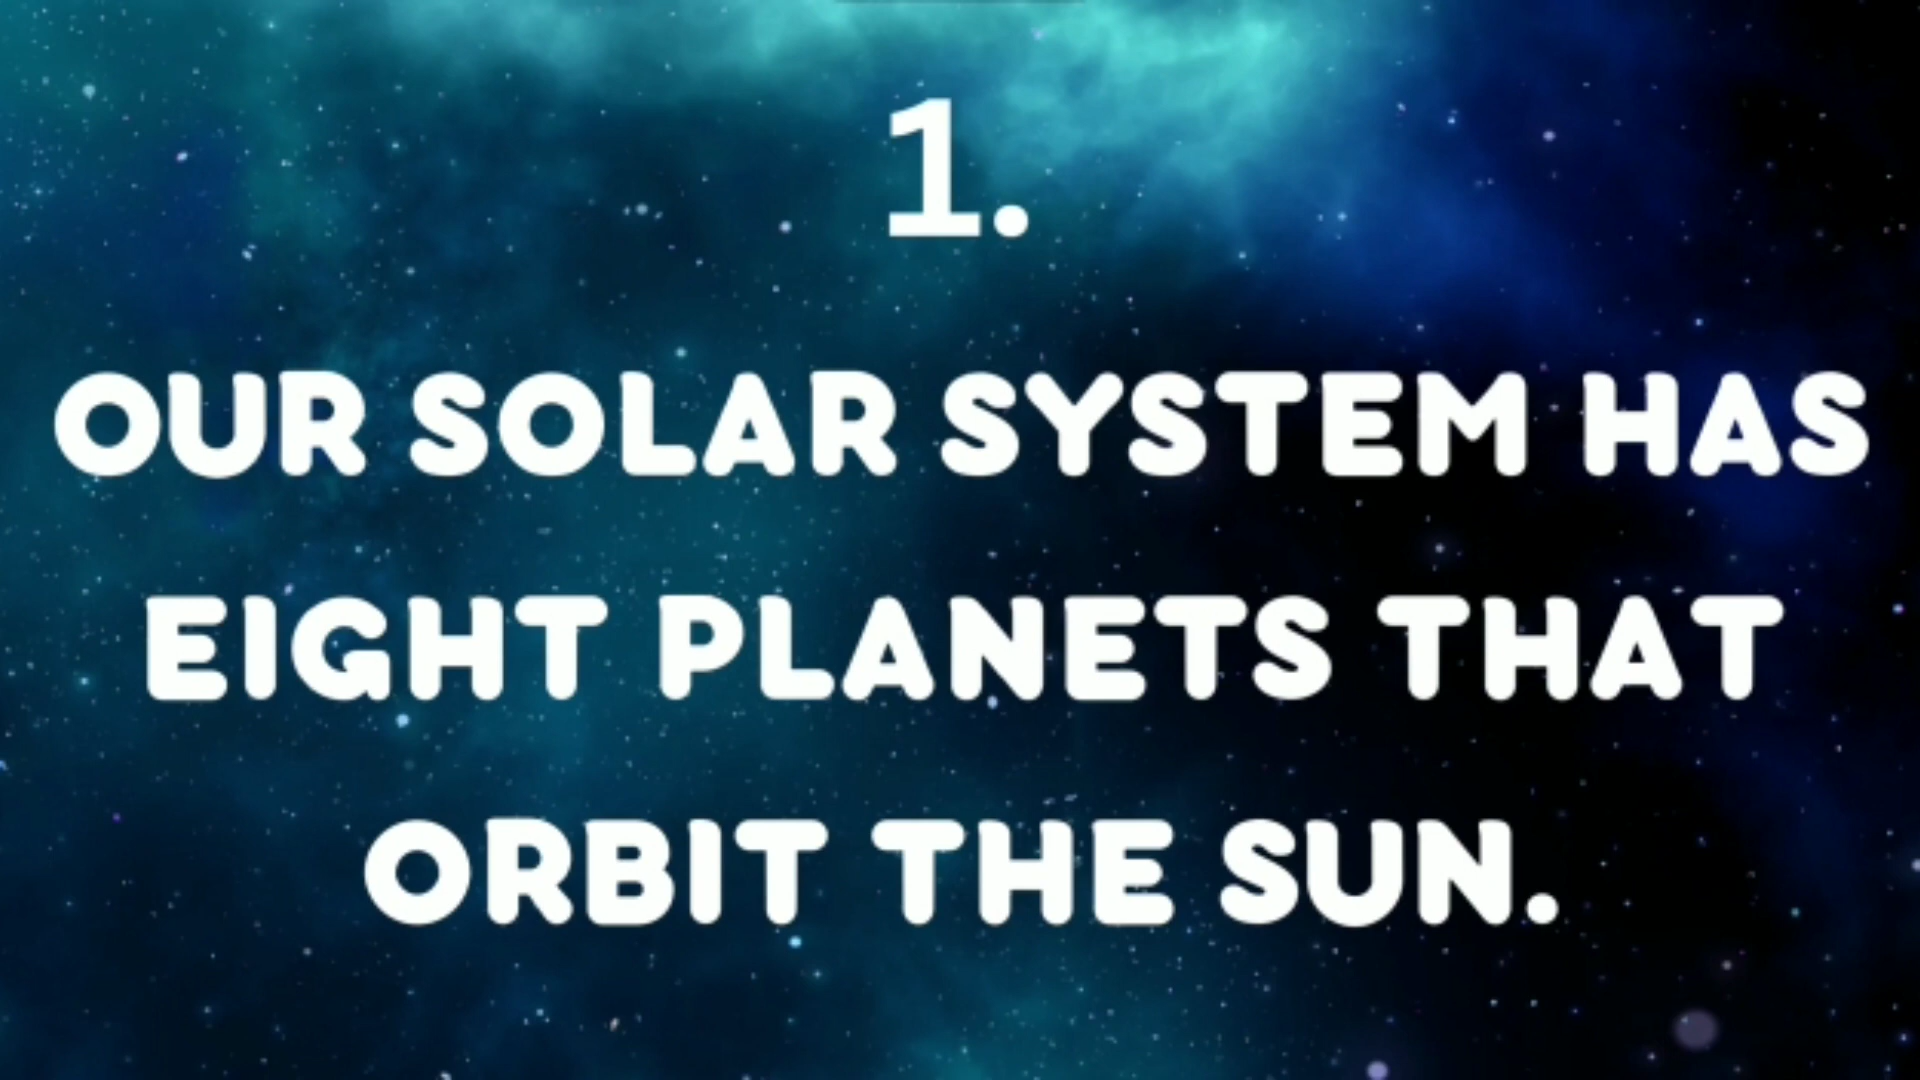 1.
OUR SOLAR SYSTEM HAS
EIGHT PLANETS THAT
ORBIT THE SUN.